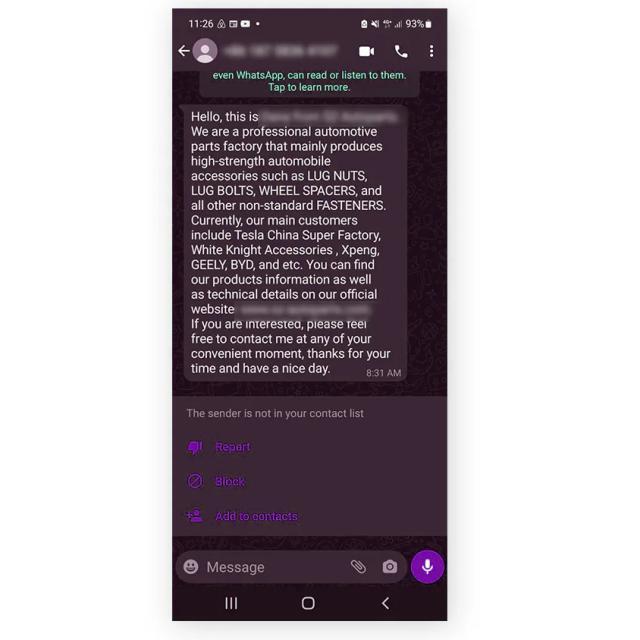 11:26 93%
even WhatsApp, can read or listen to them.
Tap to learn more.
Hello, this is
We are a professional automotive
parts factory that mainly produces
high-strength automobile
accessories such as LUG NUTS,
LUG BOLTS, WHEEL SPACERS, and
all other non-standard FASTENERS.
Currently, our main customers
include Tesla China Super Factory,
White Knight Accessories , Xpeng,
GEELY, BYD, and etc. You can find
our products information as well
as technical details on our official
website
If you are interested, please feel
free to contact me at any of your
convenient moment, thanks for your
time and have a nice day.
8:31 AM
The sender is not in your contact list
Report
Block
Add to contacts
Message